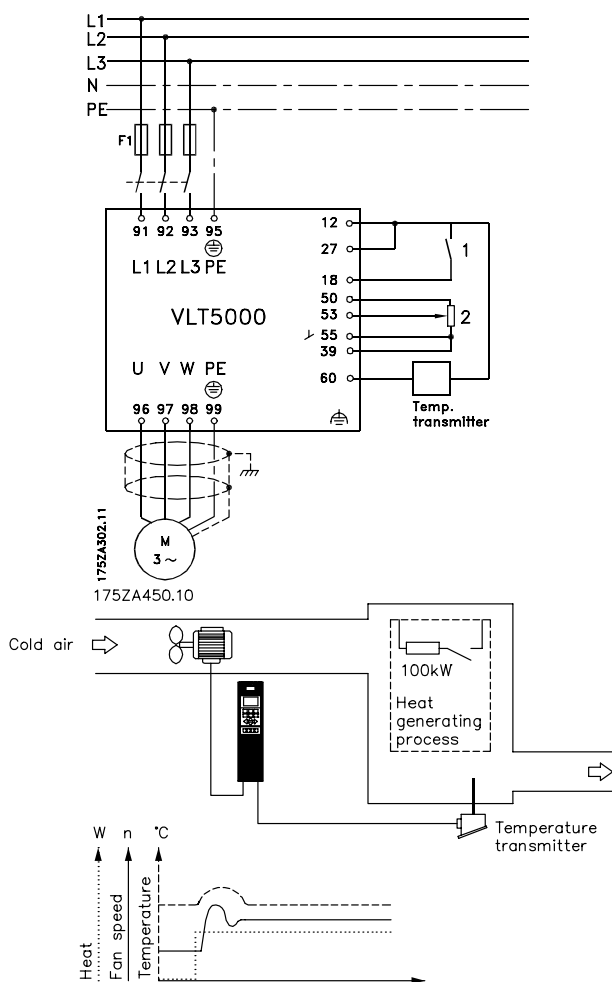 L1
L2
L3
N
PE
F1
91 92 93 95
L1 L2 L3 PE
12
27
1
18
50
VLT5000
53
2
55
39
U V W PE
60
96 97 98 99
Temp.
transmitter
M
3~
175ZA302.11
175ZA450.10
Cold air
100kW
Heat
generating
process
Temperature
transmitter
W n °C
Heat
Fan speed
Temperature